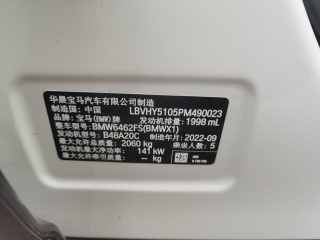 华晨宝马汽车有限公司制造
制造国:中国 LBVHY5105PM490023
品牌:宝马(BMW)牌 发动机排量:1998 mL
整车型号:BMW6462FS(BMWX1)
发动机型号:B48A20C 制造年月:2022-09
最大允许总质量:2060 kg 乘坐人数:5
发动机最大净功率:141 kW
最大允许牵引质量:-- kg